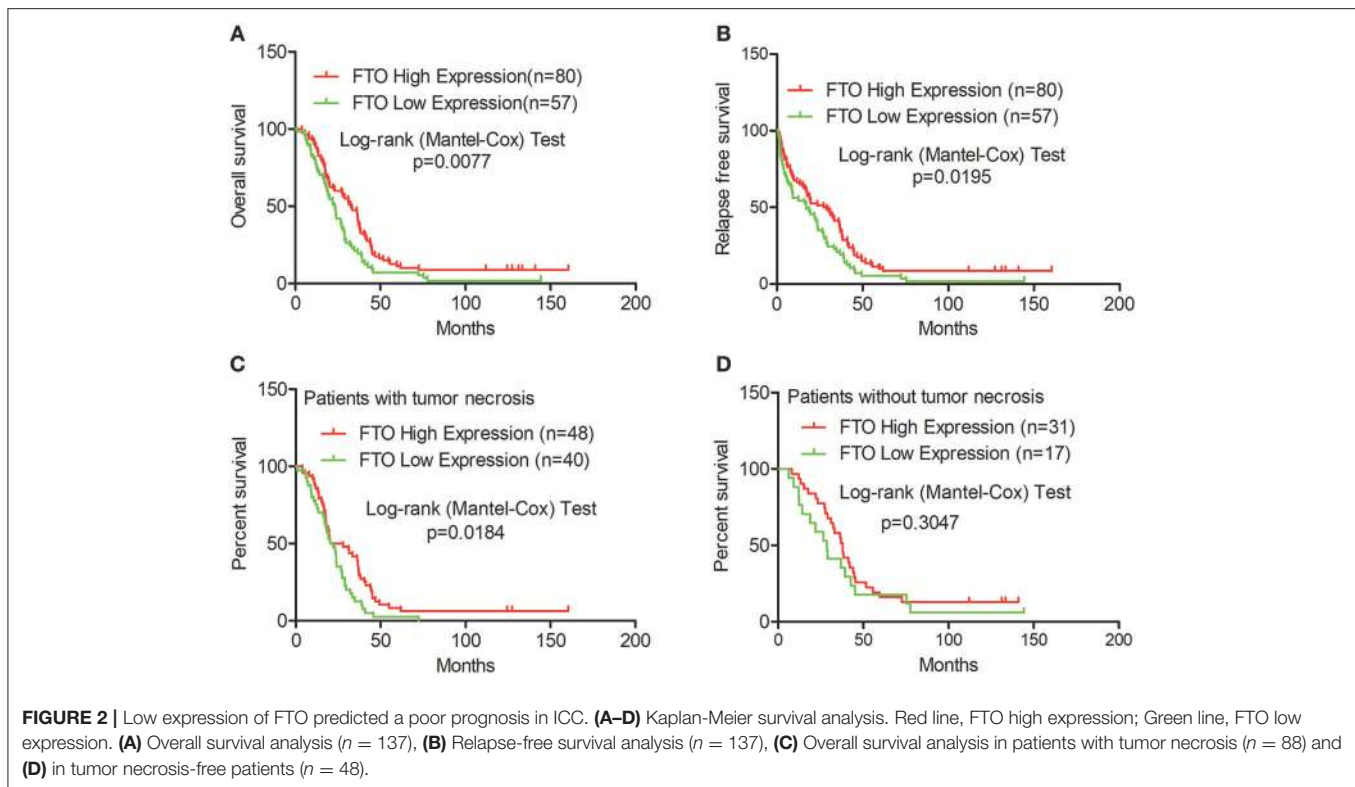 A
150
100
50
0
Overall survival
FTO High Expression(n=80)
FTO Low Expression(n=57)
Log-rank (Mantel-Cox) Test
p=0.0077
0 50 100 150 200
Months
B
150
100
50
0
Relapse free survival
FTO High Expression (n=80)
FTO Low Expression (n=57)
Log-rank (Mantel-Cox) Test
p=0.0195
0 50 100 150 200
Months
C
150
100
50
0
Percent survival
Patients with tumor necrosis
FTO High Expression (n=48)
FTO Low Expression (n=40)
Log-rank (Mantel-Cox) Test
p=0.0184
0 50 100 150 200
Months
D
150
100
50
0
Percent survival
Patients without tumor necrosis
FTO High Expression (n=31)
FTO Low Expression (n=17)
Log-rank (Mantel-Cox) Test
p=0.3047
0 50 100 150 200
Months
FIGURE 2 | Low expression of FTO predicted a poor prognosis in ICC. (A–D) Kaplan-Meier survival analysis. Red line, FTO high expression; Green line, FTO low
expression. (A) Overall survival analysis (n = 137), (B) Relapse-free survival analysis (n = 137), (C) Overall survival analysis in patients with tumor necrosis (n = 88) and
(D) in tumor necrosis-free patients (n = 48).